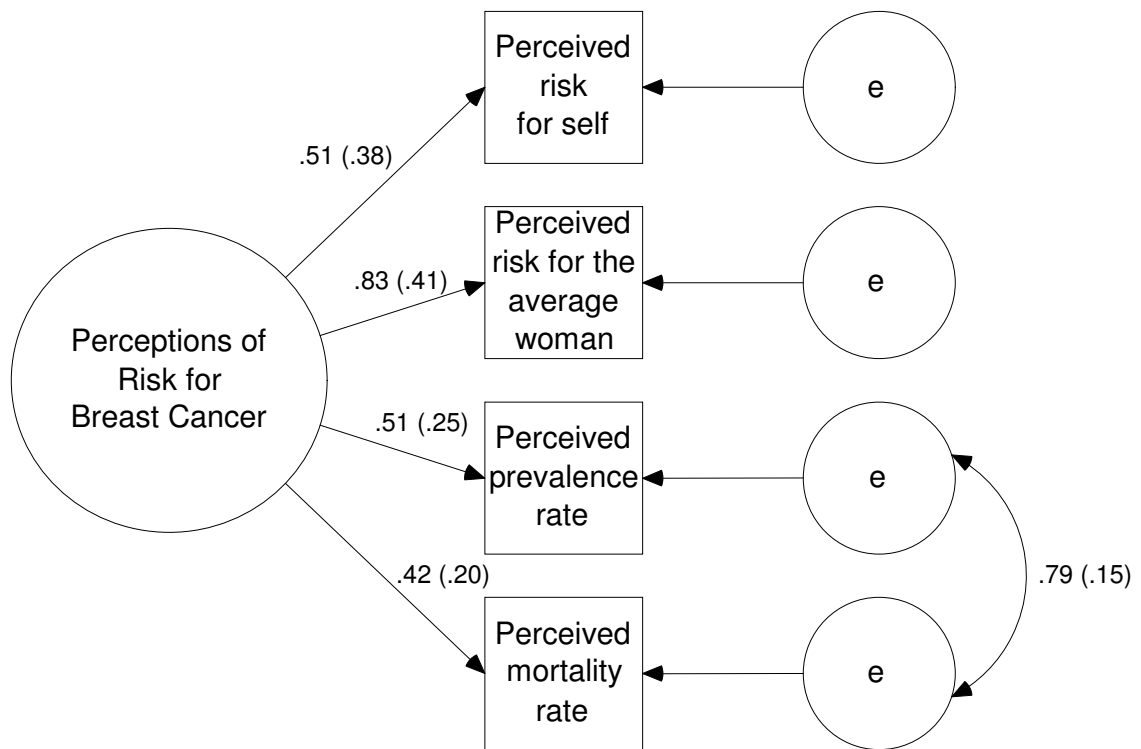 Perceived
risk
for self
e
.51 (.38)
Perceived
risk for the
average
woman
e
.83 (.41)
Perceptions of
Risk for
Breast Cancer
.51 (.25)
Perceived
prevalence
rate
e
.42 (.20)
.79 (.15)
Perceived
mortality
rate
e